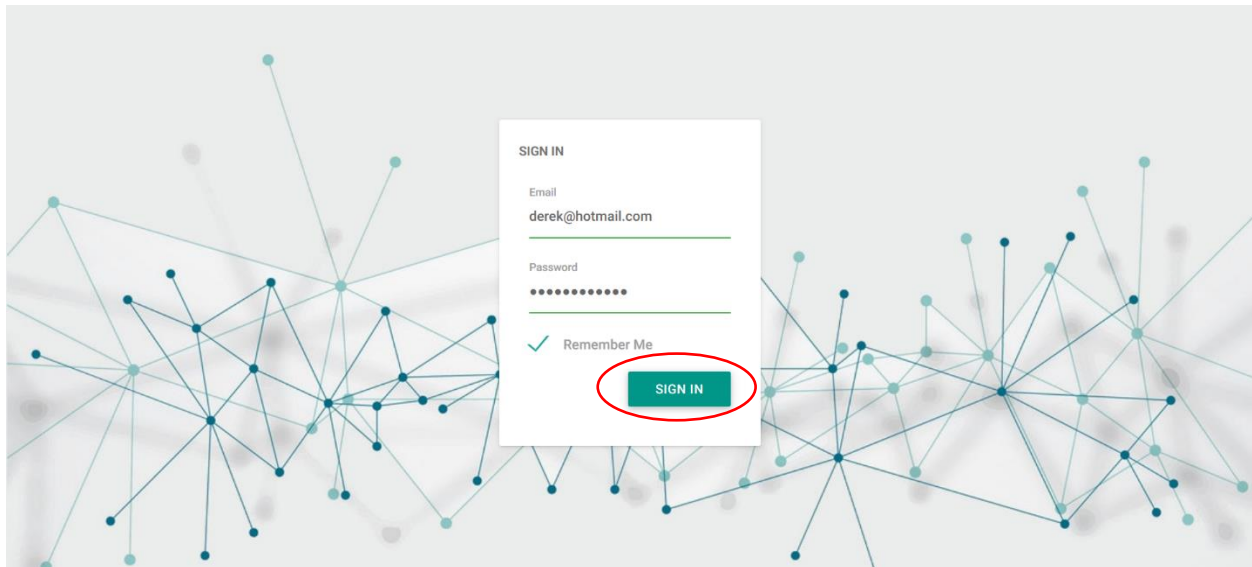 SIGN IN
Email
derek@hotmail.com
Password
••••••••••••
Remember Me
SIGN IN